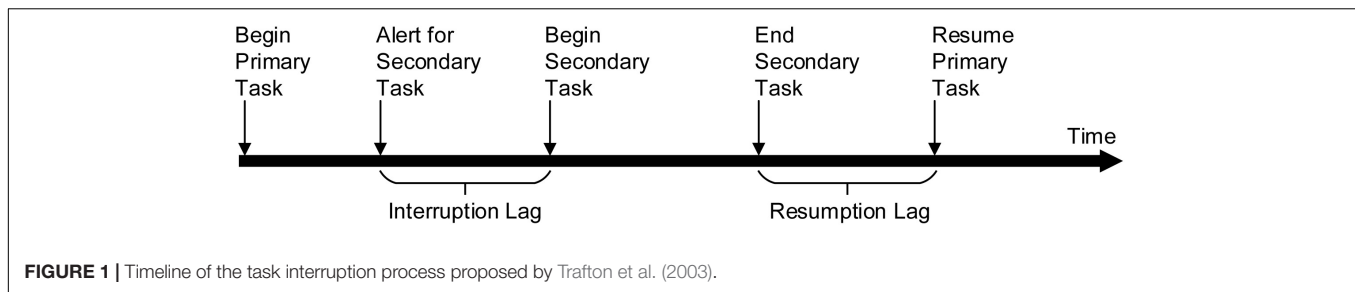 Begin
Primary
Task
Alert for
Secondary
Task
Begin
Secondary
Task
End
Secondary
Task
Resume
Primary
Task
Time
Interruption Lag
Resumption Lag
FIGURE 1 | Timeline of the task interruption process proposed by Trafton et al. (2003).